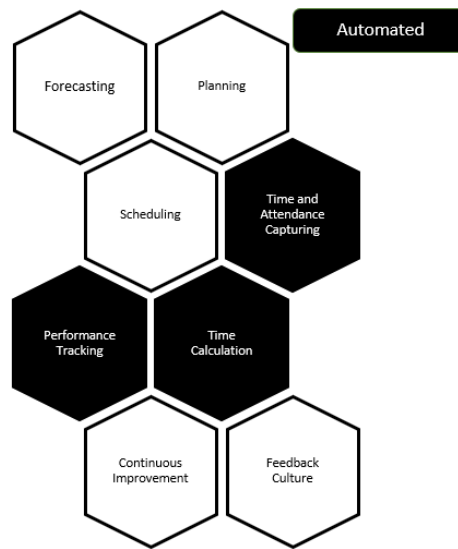 Automated
Forecasting
Planning
Scheduling
Time and
Attendance
Capturing
Performance
Tracking
Time
Calculation
Continuous
Improvement
Feedback
Culture